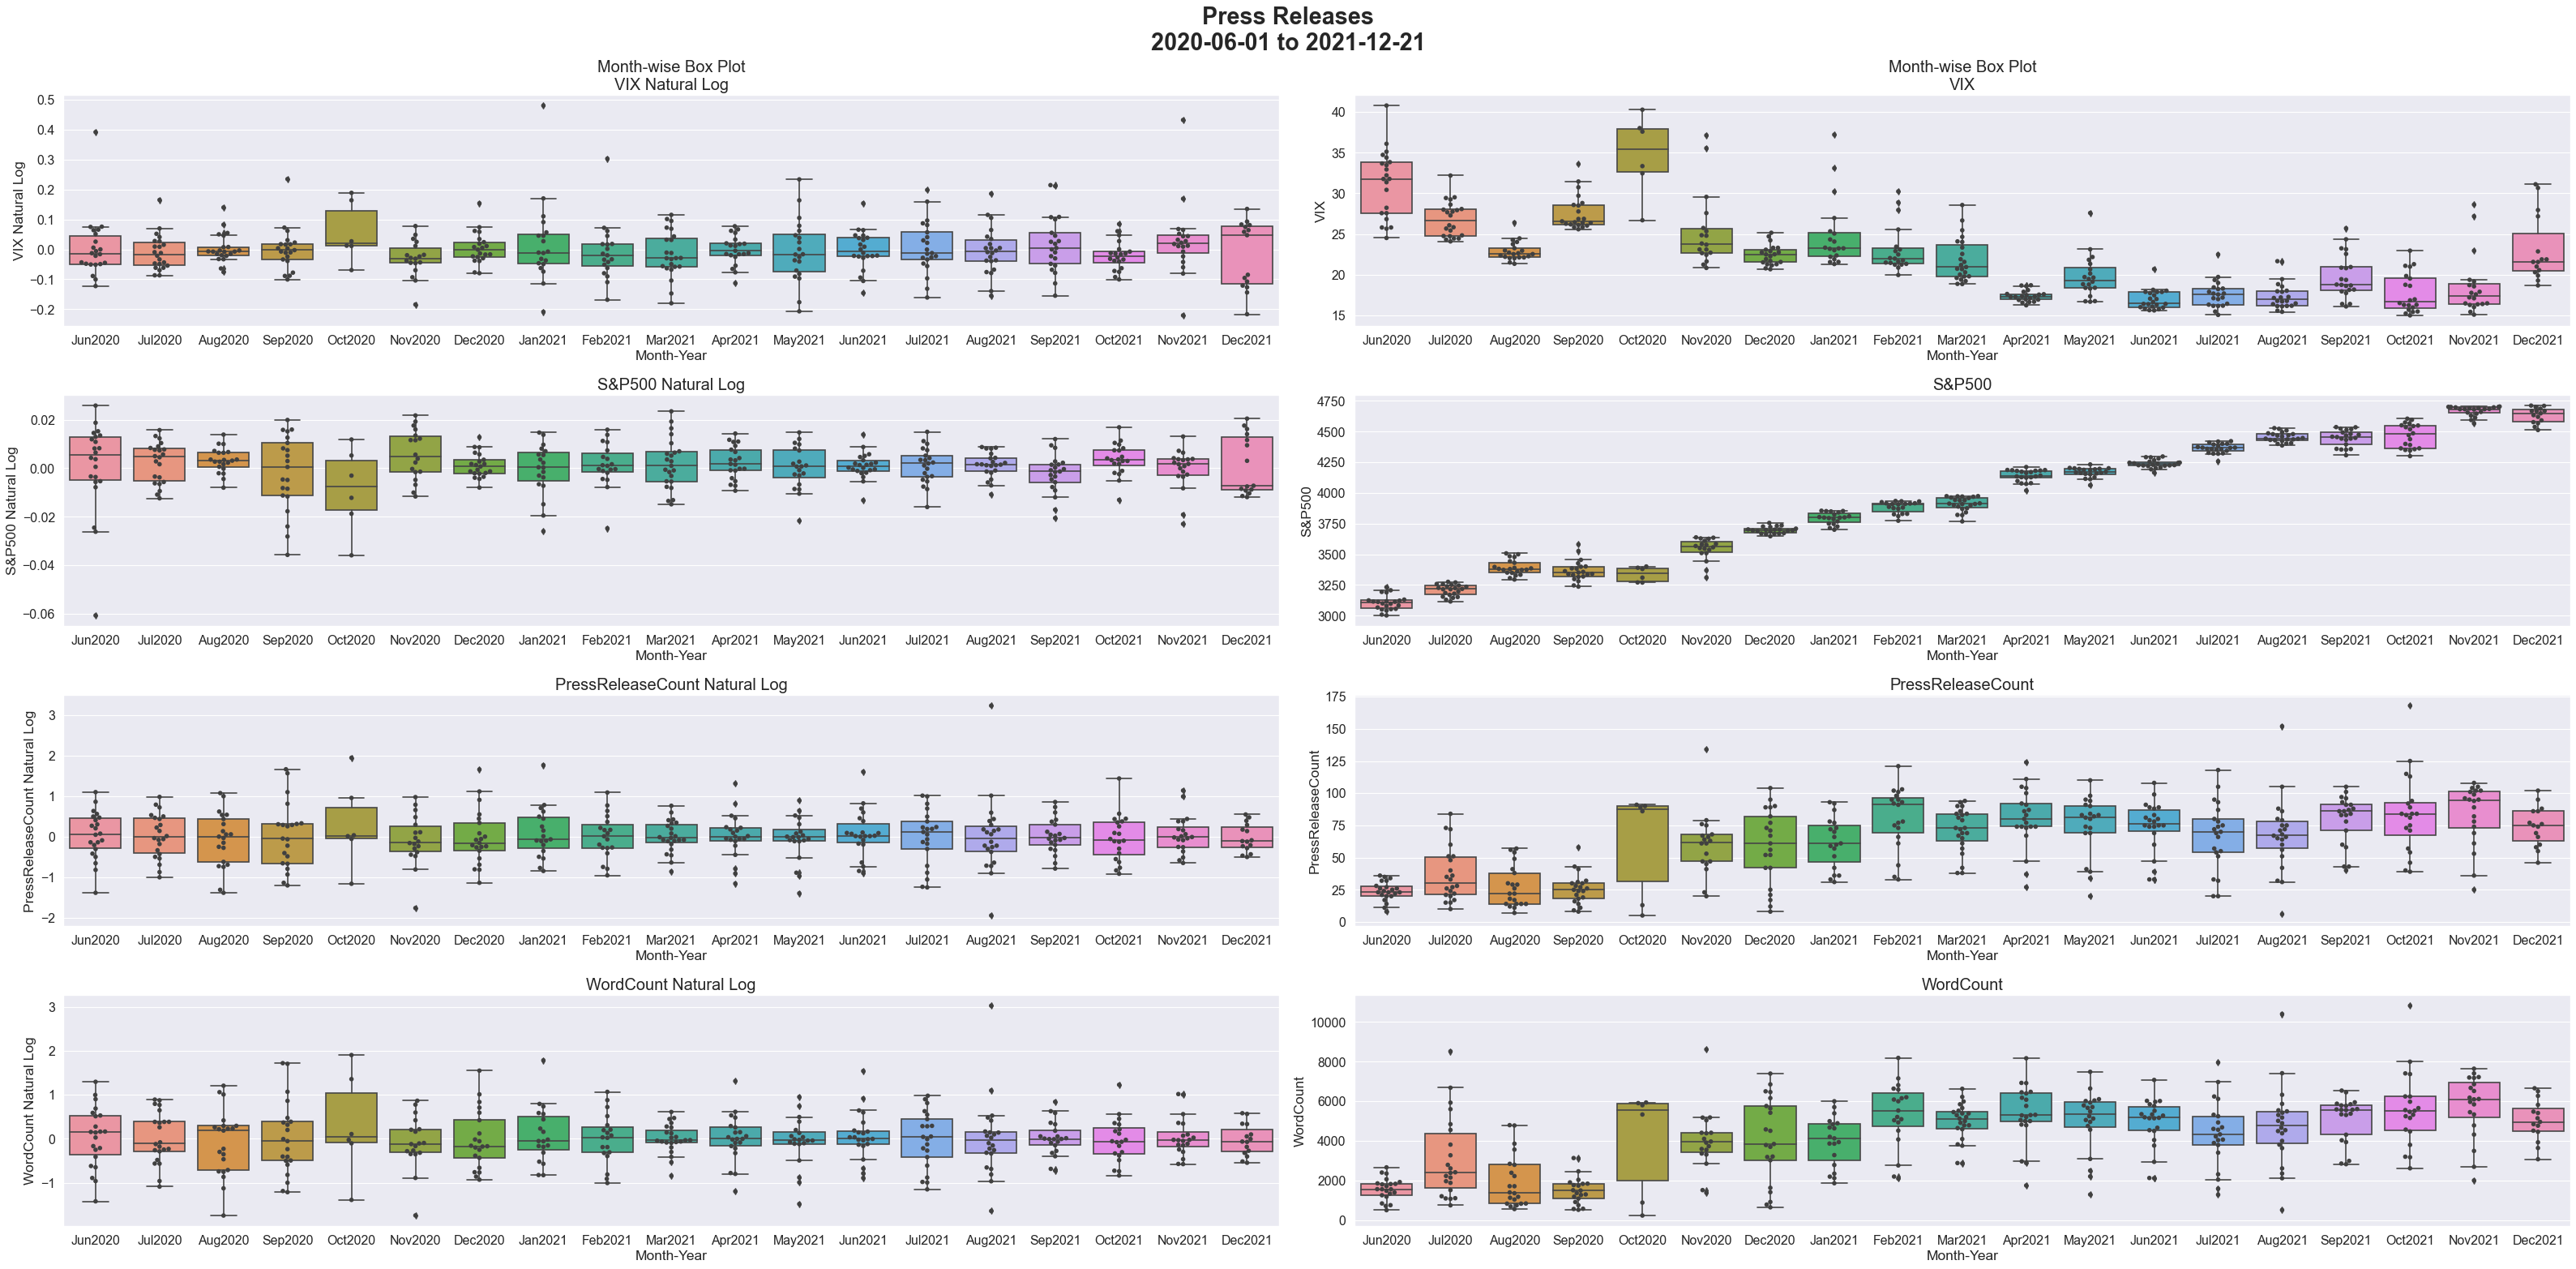 Press Releases
2020-06-01 to 2021-12-21
Month-wise Box Plot
VIX Natural Log
VIX Natural Log
0.5
0.4
0.3
0.2
0.1
0.0
−0.1
−0.2
Jun2020 Jul2020 Aug2020 Sep2020 Oct2020 Nov2020 Dec2020 Jan2021 Feb2021 Mar2021 Apr2021 May2021 Jun2021 Jul2021 Aug2021 Sep2021 Oct2021 Nov2021 Dec2021
Month-Year
Month-wise Box Plot
VIX
VIX
40
35
30
25
20
15
Jun2020 Jul2020 Aug2020 Sep2020 Oct2020 Nov2020 Dec2020 Jan2021 Feb2021 Mar2021 Apr2021 May2021 Jun2021 Jul2021 Aug2021 Sep2021 Oct2021 Nov2021 Dec2021
Month-Year
S&P500 Natural Log
S&P500 Natural Log
0.02
0.00
−0.02
−0.04
−0.06
Jun2020 Jul2020 Aug2020 Sep2020 Oct2020 Nov2020 Dec2020 Jan2021 Feb2021 Mar2021 Apr2021 May2021 Jun2021 Jul2021 Aug2021 Sep2021 Oct2021 Nov2021 Dec2021
Month-Year
S&P500
S&P500
4750
4500
4250
4000
3750
3500
3250
3000
Jun2020 Jul2020 Aug2020 Sep2020 Oct2020 Nov2020 Dec2020 Jan2021 Feb2021 Mar2021 Apr2021 May2021 Jun2021 Jul2021 Aug2021 Sep2021 Oct2021 Nov2021 Dec2021
Month-Year
PressReleaseCount Natural Log
PressReleaseCount Natural Log
3
2
1
0
−1
−2
Jun2020 Jul2020 Aug2020 Sep2020 Oct2020 Nov2020 Dec2020 Jan2021 Feb2021 Mar2021 Apr2021 May2021 Jun2021 Jul2021 Aug2021 Sep2021 Oct2021 Nov2021 Dec2021
Month-Year
PressReleaseCount
PressReleaseCount
175
150
125
100
75
50
25
0
Jun2020 Jul2020 Aug2020 Sep2020 Oct2020 Nov2020 Dec2020 Jan2021 Feb2021 Mar2021 Apr2021 May2021 Jun2021 Jul2021 Aug2021 Sep2021 Oct2021 Nov2021 Dec2021
Month-Year
WordCount Natural Log
WordCount Natural Log
3
2
1
0
−1
Jun2020 Jul2020 Aug2020 Sep2020 Oct2020 Nov2020 Dec2020 Jan2021 Feb2021 Mar2021 Apr2021 May2021 Jun2021 Jul2021 Aug2021 Sep2021 Oct2021 Nov2021 Dec2021
Month-Year
WordCount
WordCount
10000
8000
6000
4000
2000
0
Jun2020 Jul2020 Aug2020 Sep2020 Oct2020 Nov2020 Dec2020 Jan2021 Feb2021 Mar2021 Apr2021 May2021 Jun2021 Jul2021 Aug2021 Sep2021 Oct2021 Nov2021 Dec2021
Month-Year